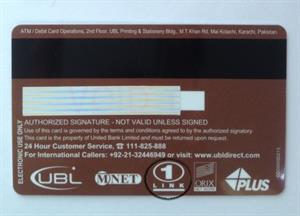 ATM / Debit Card Operations, 2nd Floor, UBL Printing & Stationery Bldg., M T Khan Rd, Mai Kolachi, Karachi, Pakistan.
AUTHORIZED SIGNATURE - NOT VALID UNLESS SIGNED
Use of this card is governed by the terms and conditions agreed to by the authorized signatory.
This card is the property of United Bank Limited and must be returned upon request.
24 Hour Customer Service, ☎ 111-825-888
For International Callers: +92-21-32446949 or visit: www.ubldirect.com
ELECTRONIC USE ONLY
UBL
MNET
1
LINK
ORIX
NETWORK
PLUS